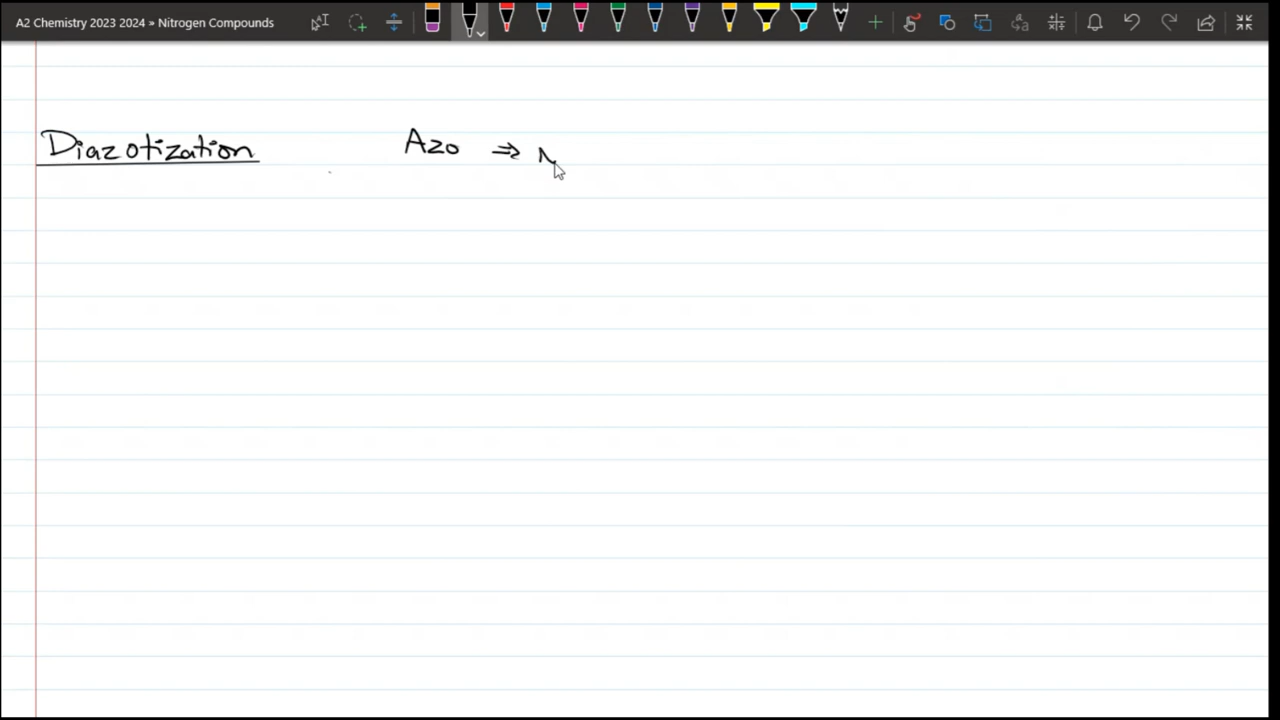 A2 Chemistry 2023 2024 » Nitrogen Compounds
Diazotization Azo ⇒ N